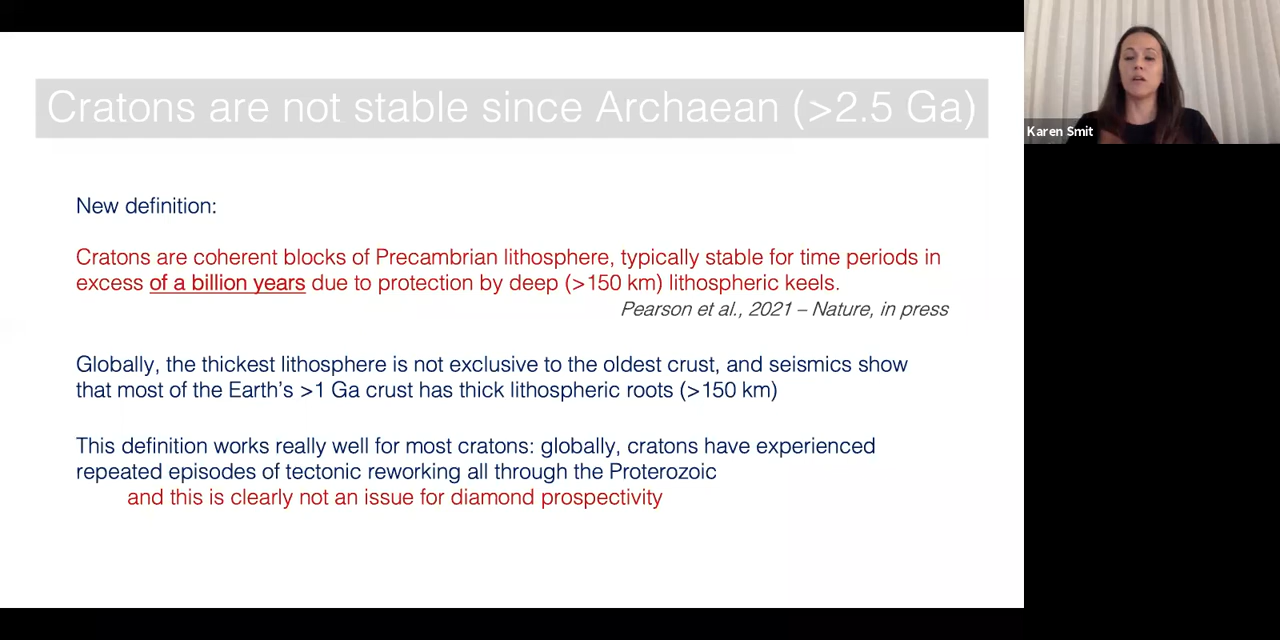 Cratons are not stable since Archaean (>2.5 Ga)
New definition:
Cratons are coherent blocks of Precambrian lithosphere, typically stable for time periods in
excess of a billion years due to protection by deep (>150 km) lithospheric keels.
Pearson et al., 2021 – Nature, in press
Globally, the thickest lithosphere is not exclusive to the oldest crust, and seismics show
that most of the Earth's >1 Ga crust has thick lithospheric roots (>150 km)
This definition works really well for most cratons: globally, cratons have experienced
repeated episodes of tectonic reworking all through the Proterozoic
and this is clearly not an issue for diamond prospectivity
Karen Smit